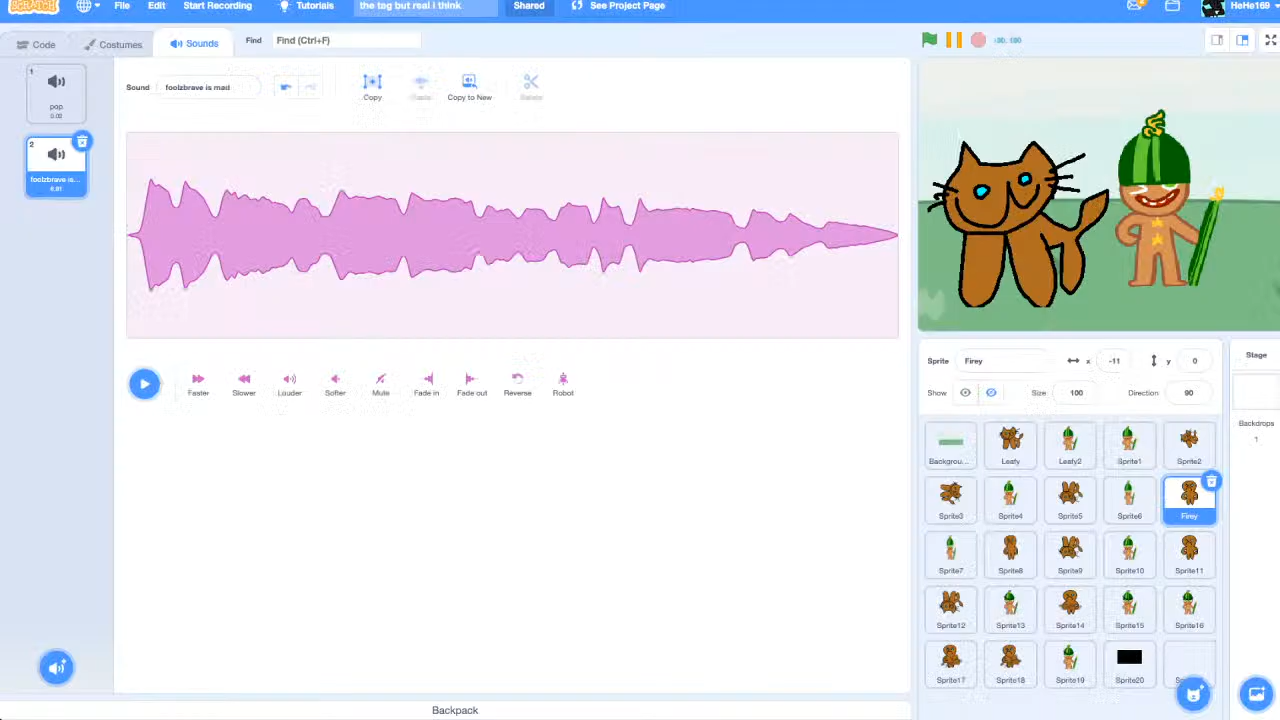 SCRATCH File Edit Start Recording Tutorials the tag but real i think Shared See Project Page HeHe169
Code Costumes Sounds Find Find (Ctrl+F)
1
pop
0.02
2
foolzbrave is...
Sound foolzbrave is mad
Copy Copy to New
Faster Slower Louder Softer Mute Fade in Fade out Reverse Robot
Sprite Firey x -11 y 0
Show Size 100 Direction 90
Stage
Backdrops
1
Backgrou... Leafy Leafy2 Sprite1 Sprite2
Sprite3 Sprite4 Sprite5 Sprite6 Firey
Sprite7 Sprite8 Sprite9 Sprite10 Sprite11
Sprite12 Sprite13 Sprite14 Sprite15 Sprite16
Sprite17 Sprite18 Sprite19 Sprite20
Backpack